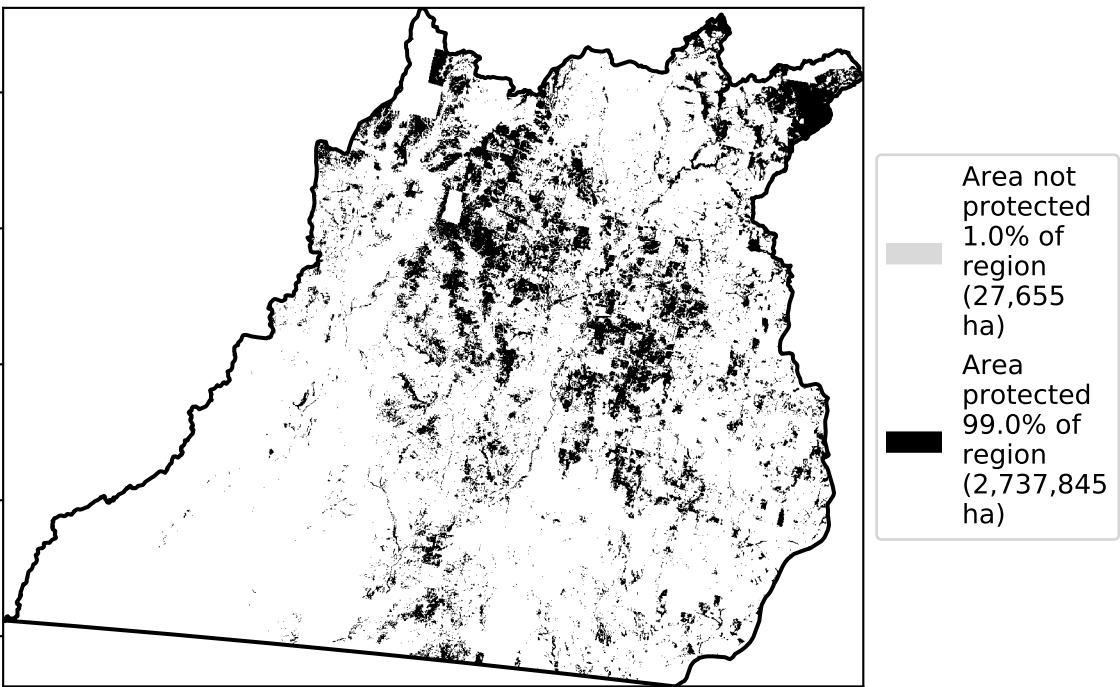 Area not
protected
1.0% of
region
(27,655
ha)
Area
protected
99.0% of
region
(2,737,845
ha)